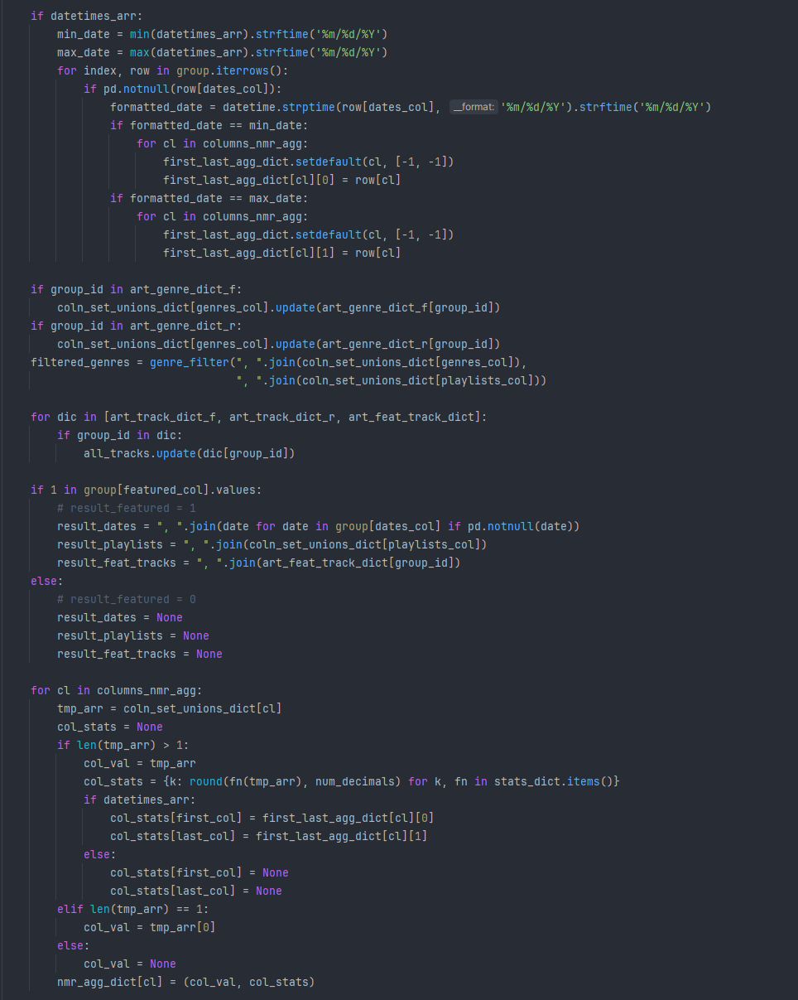 if datetimes_arr:
    min_date = min(datetimes_arr).strftime('%m/%d/%Y')
    max_date = max(datetimes_arr).strftime('%m/%d/%Y')
    for index, row in group.iterrows():
        if pd.notnull(row[dates_col]):
            formatted_date = datetime.strptime(row[dates_col], __format: '%m/%d/%Y').strftime('%m/%d/%Y')
            if formatted_date == min_date:
                for cl in columns_nmr_agg:
                    first_last_agg_dict.setdefault(cl, [-1, -1])
                    first_last_agg_dict[cl][0] = row[cl]
            if formatted_date == max_date:
                for cl in columns_nmr_agg:
                    first_last_agg_dict.setdefault(cl, [-1, -1])
                    first_last_agg_dict[cl][1] = row[cl]

if group_id in art_genre_dict_f:
    coln_set_unions_dict[genres_col].update(art_genre_dict_f[group_id])
if group_id in art_genre_dict_r:
    coln_set_unions_dict[genres_col].update(art_genre_dict_r[group_id])
filtered_genres = genre_filter(", ".join(coln_set_unions_dict[genres_col]),
                               ", ".join(coln_set_unions_dict[playlists_col]))

for dic in [art_track_dict_f, art_track_dict_r, art_feat_track_dict]:
    if group_id in dic:
        all_tracks.update(dic[group_id])

if 1 in group[featured_col].values:
    # result_featured = 1
    result_dates = ", ".join(date for date in group[dates_col] if pd.notnull(date))
    result_playlists = ", ".join(coln_set_unions_dict[playlists_col])
    result_feat_tracks = ", ".join(art_feat_track_dict[group_id])
else:
    # result_featured = 0
    result_dates = None
    result_playlists = None
    result_feat_tracks = None

for cl in columns_nmr_agg:
    tmp_arr = coln_set_unions_dict[cl]
    col_stats = None
    if len(tmp_arr) > 1:
        col_val = tmp_arr
        col_stats = {k: round(fn(tmp_arr), num_decimals) for k, fn in stats_dict.items()}
        if datetimes_arr:
            col_stats[first_col] = first_last_agg_dict[cl][0]
            col_stats[last_col] = first_last_agg_dict[cl][1]
        else:
            col_stats[first_col] = None
            col_stats[last_col] = None
    elif len(tmp_arr) == 1:
        col_val = tmp_arr[0]
    else:
        col_val = None
    nmr_agg_dict[cl] = (col_val, col_stats)